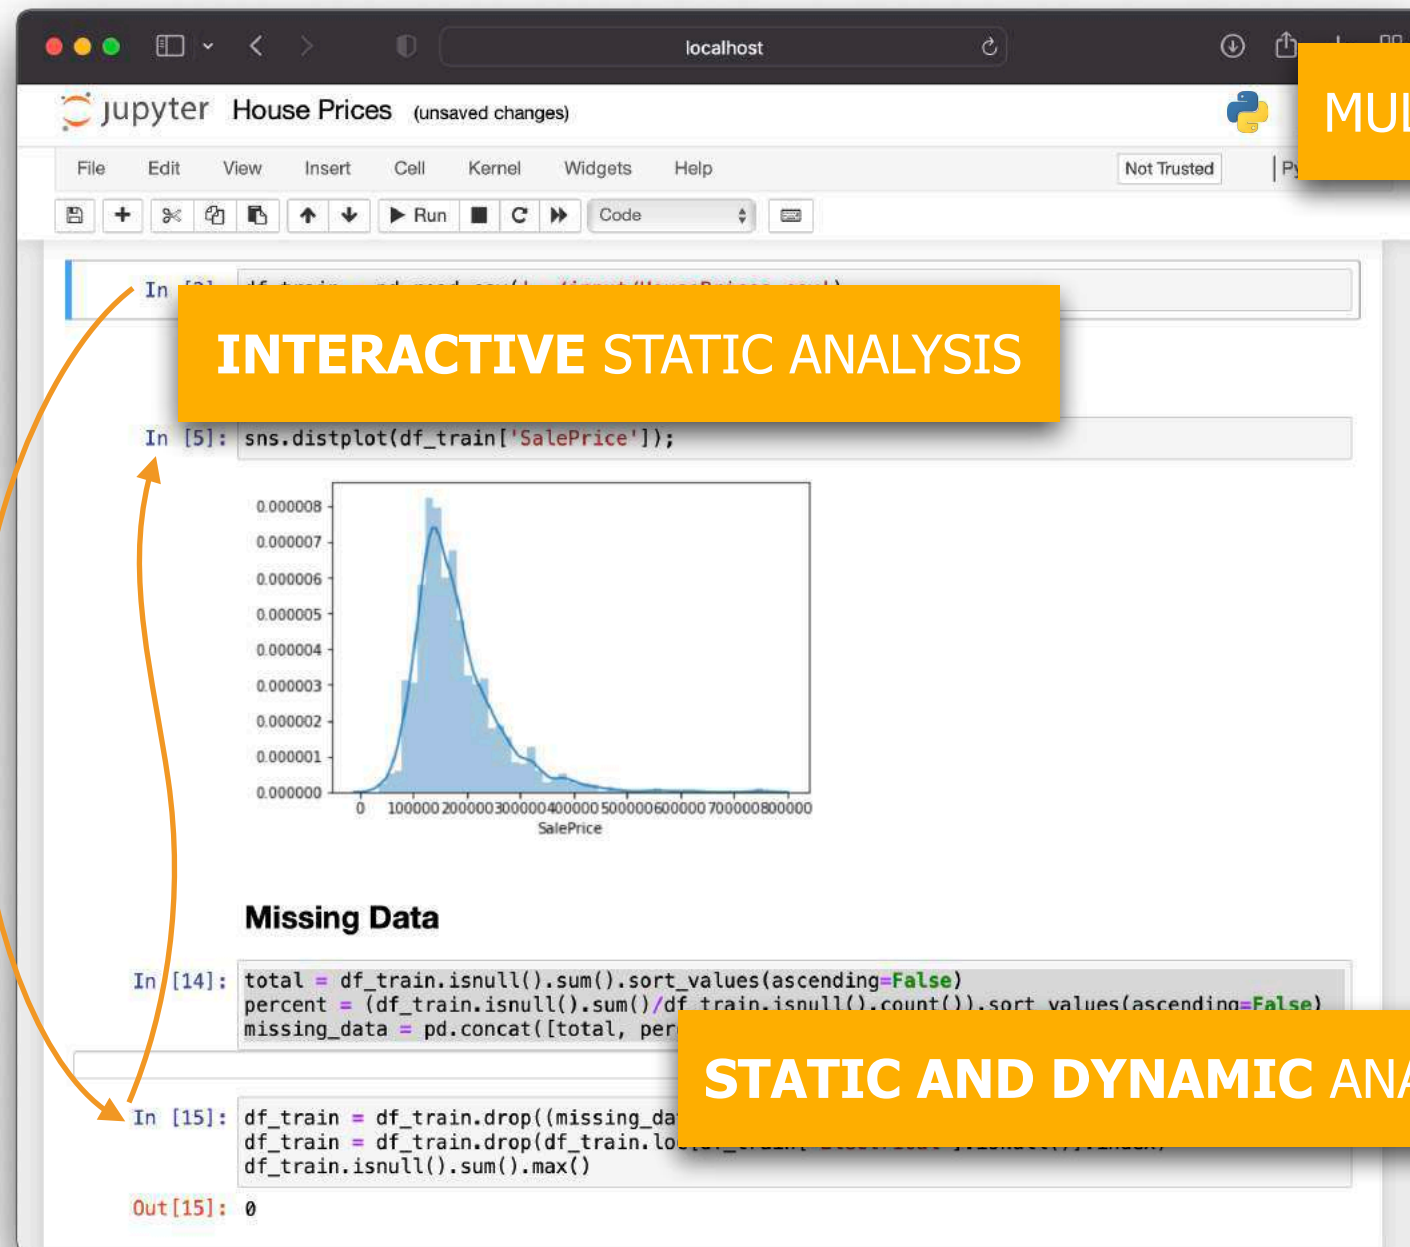 localhost
jupyter House Prices (unsaved changes)
MUL
File Edit View Insert Cell Kernel Widgets Help Not Trusted
Run Code
In
INTERACTIVE STATIC ANALYSIS
In [5]: sns.distplot(df_train['SalePrice']);
0.000008
0.000007
0.000006
0.000005
0.000004
0.000003
0.000002
0.000001
0.000000
0 100000 200000 300000 400000 500000 600000 700000 800000
SalePrice
Missing Data
In [14]: total = df_train.isnull().sum().sort_values(ascending=False)
percent = (df_train.isnull().sum()/df_train.isnull().count()).sort_values(ascending=False)
missing_data = pd.concat([total, per
STATIC AND DYNAMIC ANA
In [15]: df_train = df_train.drop((missing_da
df_train = df_train.drop(df_train.lo
df_train.isnull().sum().max()
Out[15]: 0